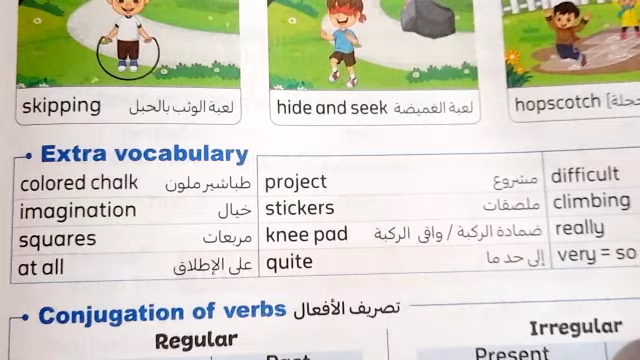 skipping لعبة الوثب بالحبل
hide and seek لعبة الغميضة
hopscotch
Extra vocabulary
colored chalk طباشير ملون project مشروع difficult
imagination خيال stickers ملصقات climbing
squares مربعات knee pad ضمادة الركبة / واقى الركبة really
at all على الإطلاق quite إلى حد ما very = so
Conjugation of verbs تصريف الأفعال
Regular Irregular
Past Present